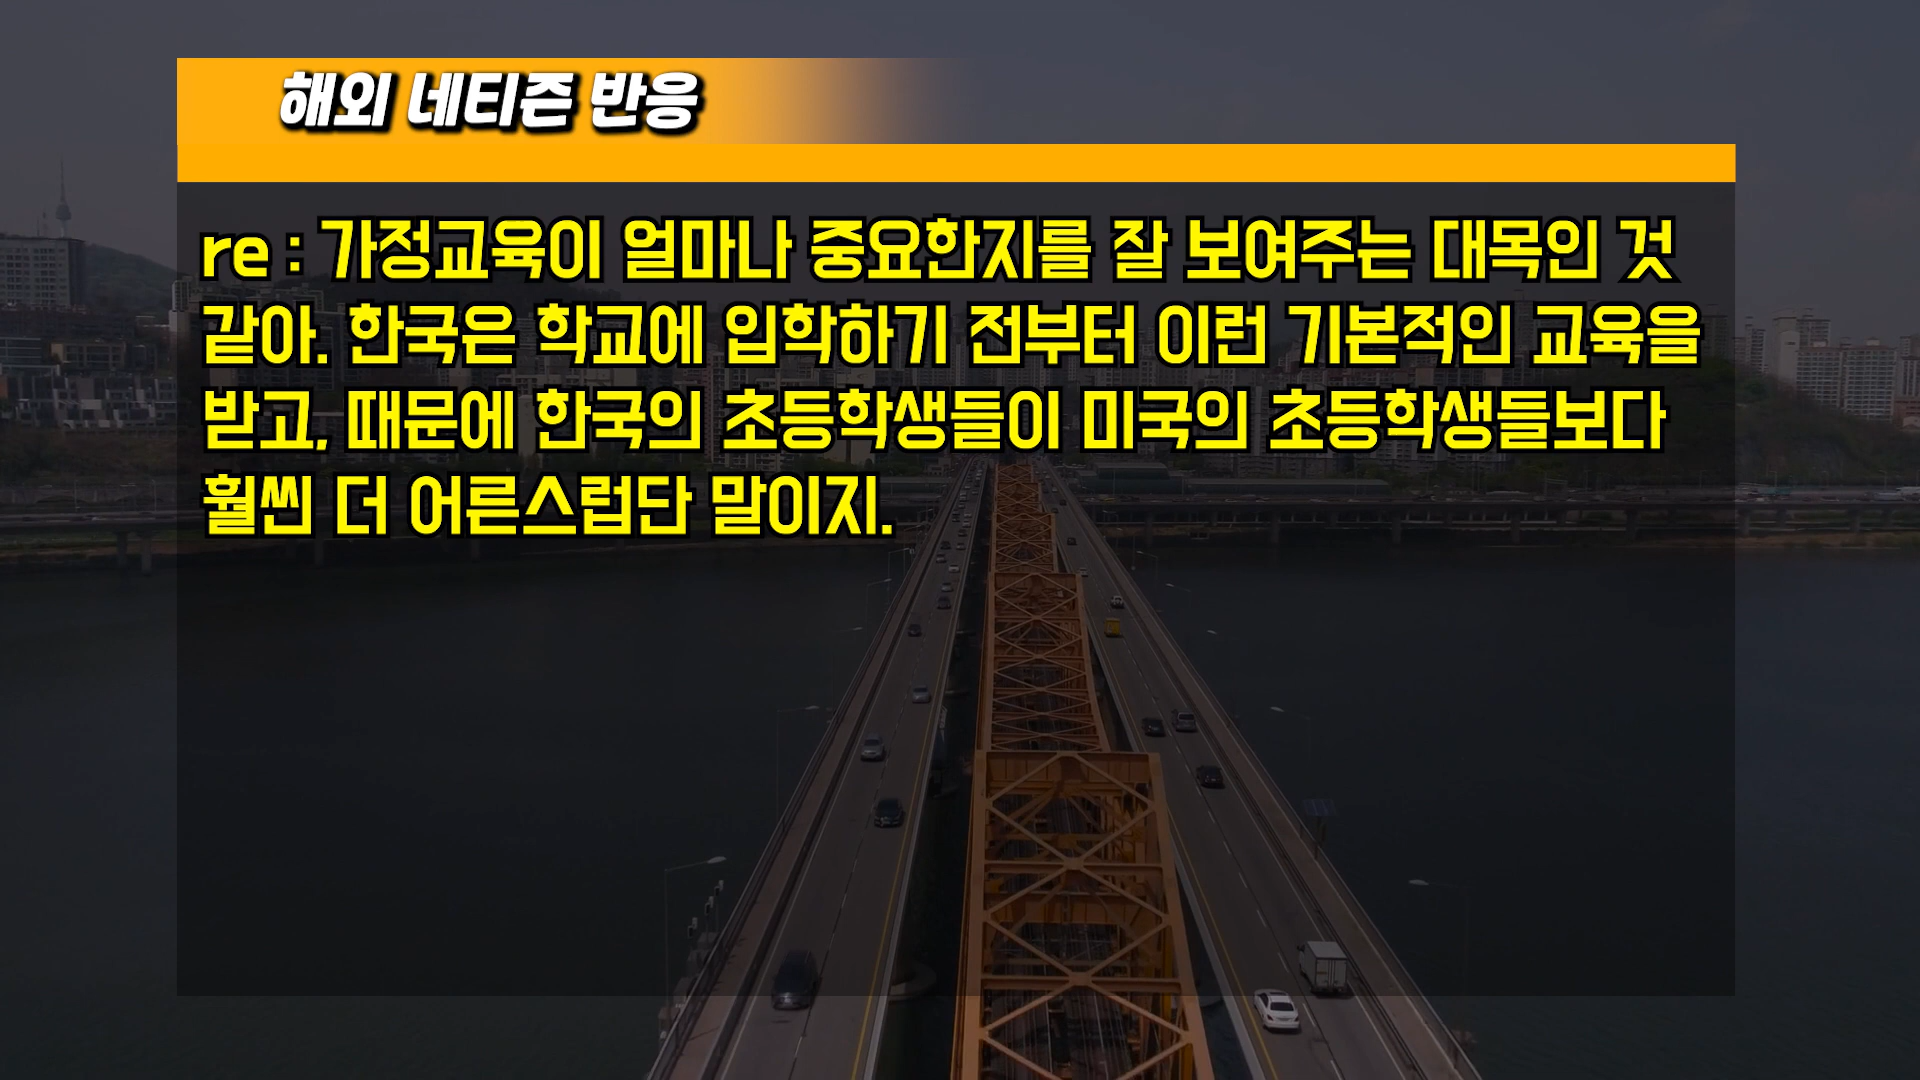 해외 네티즌 반응
re : 가정교육이 얼마나 중요한지를 잘 보여주는 대목인 것
같아. 한국은 학교에 입학하기 전부터 이런 기본적인 교육을
받고, 때문에 한국의 초등학생들이 미국의 초등학생들보다
훨씬 더 어른스럽단 말이지.